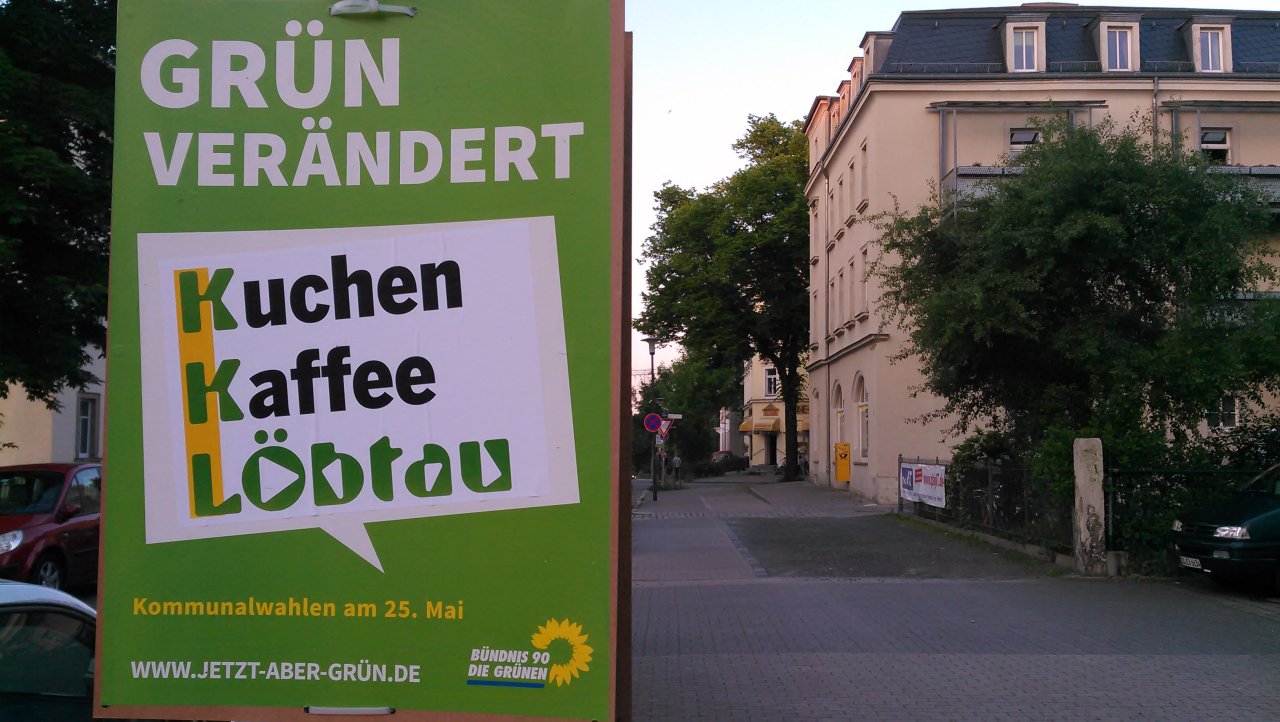 GRÜN
VERÄNDERT
Kuchen
Kaffee
Löbtau
Kommunalwahlen am 25. Mai
WWW.JETZT-ABER-GRÜN.DE
BÜNDNIS 90
DIE GRÜNEN